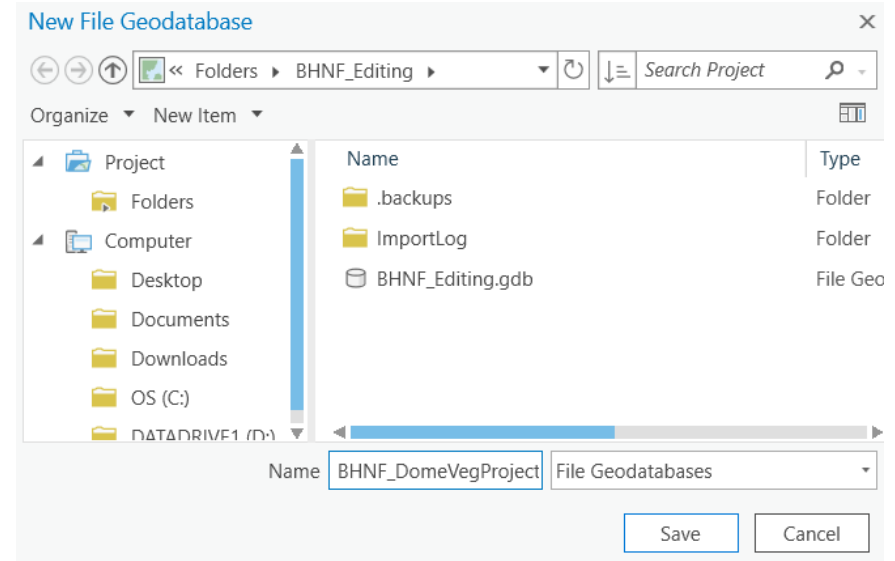 New File Geodatabase
« Folders BHNF_Editing Search Project
Organize New Item
Project
Folders
Computer
Desktop
Documents
Downloads
OS (C:)
DATADRIVE1 (D:)
Name Type
.backups Folder
ImportLog Folder
BHNF_Editing.gdb File Geo
Name BHNF_DomeVegProject File Geodatabases
Save Cancel